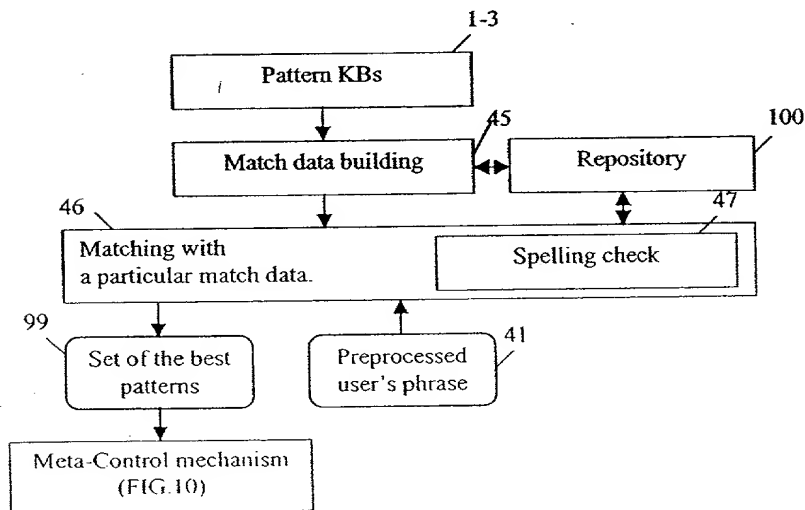 1-3
Pattern KBs
45
100
Match data building
Repository
46
47
Matching with
a particular match data.
Spelling check
99
41
Set of the best
patterns
Preprocessed
user's phrase
Meta-Control mechanism
(FIG.10)